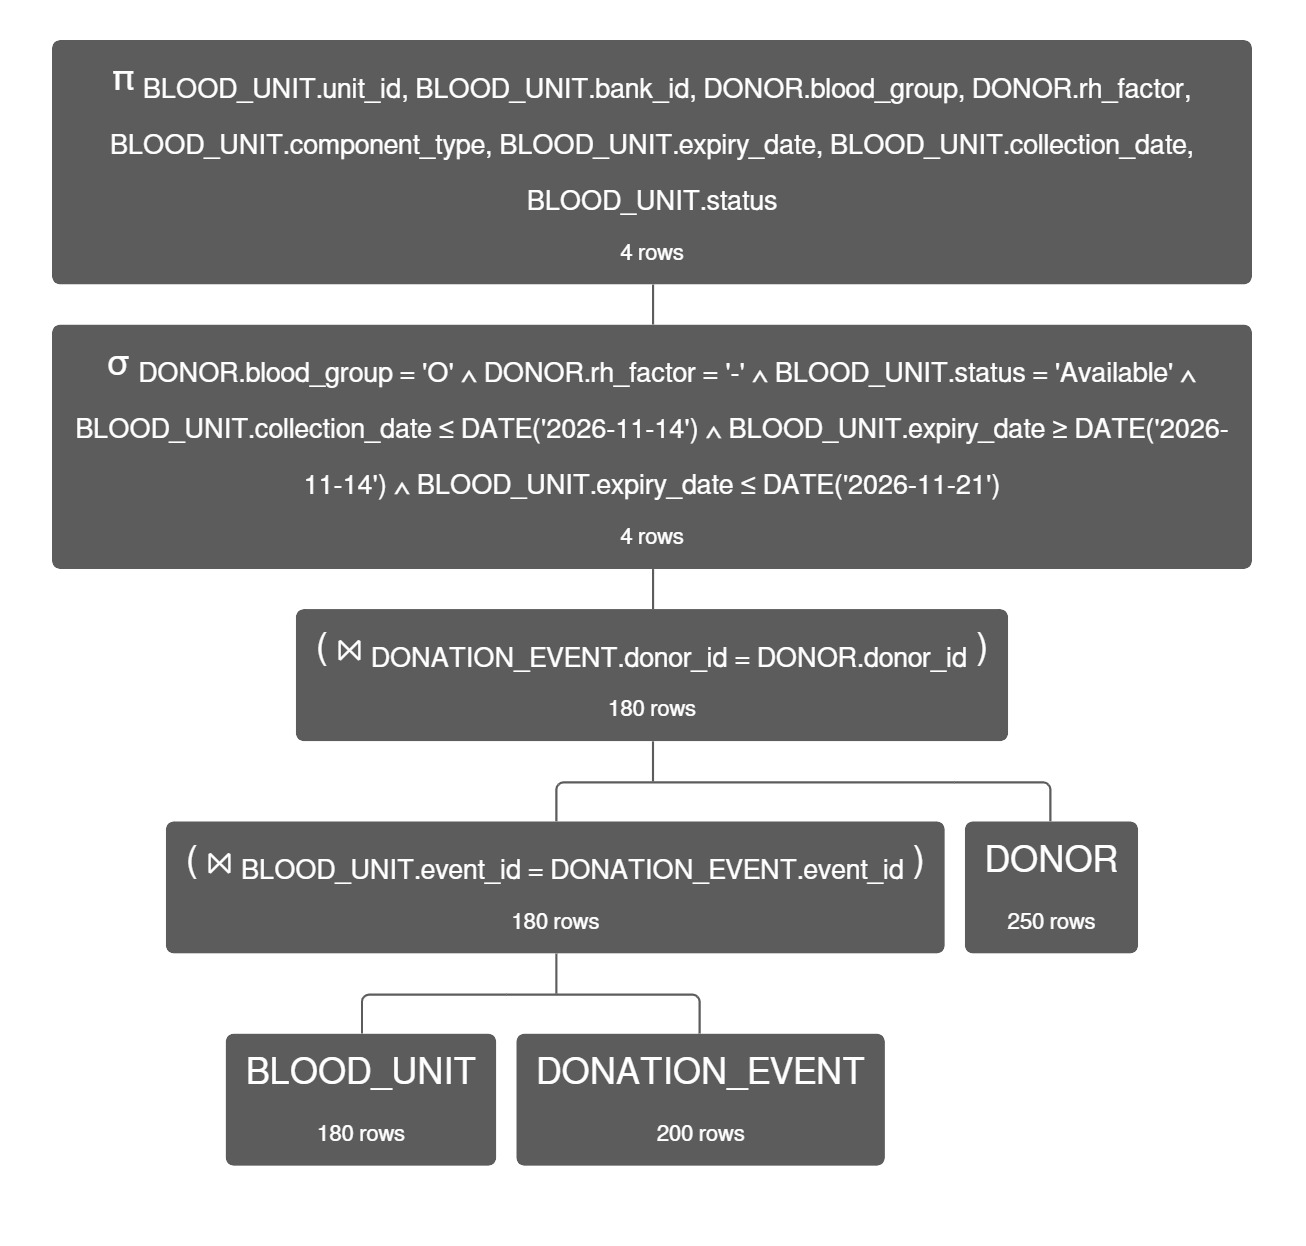 π BLOOD_UNIT.unit_id, BLOOD_UNIT.bank_id, DONOR.blood_group, DONOR.rh_factor,
BLOOD_UNIT.component_type, BLOOD_UNIT.expiry_date, BLOOD_UNIT.collection_date,
BLOOD_UNIT.status
4 rows
σ DONOR.blood_group = 'O' ∧ DONOR.rh_factor = '-' ∧ BLOOD_UNIT.status = 'Available' ∧
BLOOD_UNIT.collection_date ≤ DATE('2026-11-14') ∧ BLOOD_UNIT.expiry_date ≥ DATE('2026-
11-14') ∧ BLOOD_UNIT.expiry_date ≤ DATE('2026-11-21')
4 rows
( ⋈ DONATION_EVENT.donor_id = DONOR.donor_id )
180 rows
( ⋈ BLOOD_UNIT.event_id = DONATION_EVENT.event_id )
180 rows
DONOR
250 rows
BLOOD_UNIT
180 rows
DONATION_EVENT
200 rows